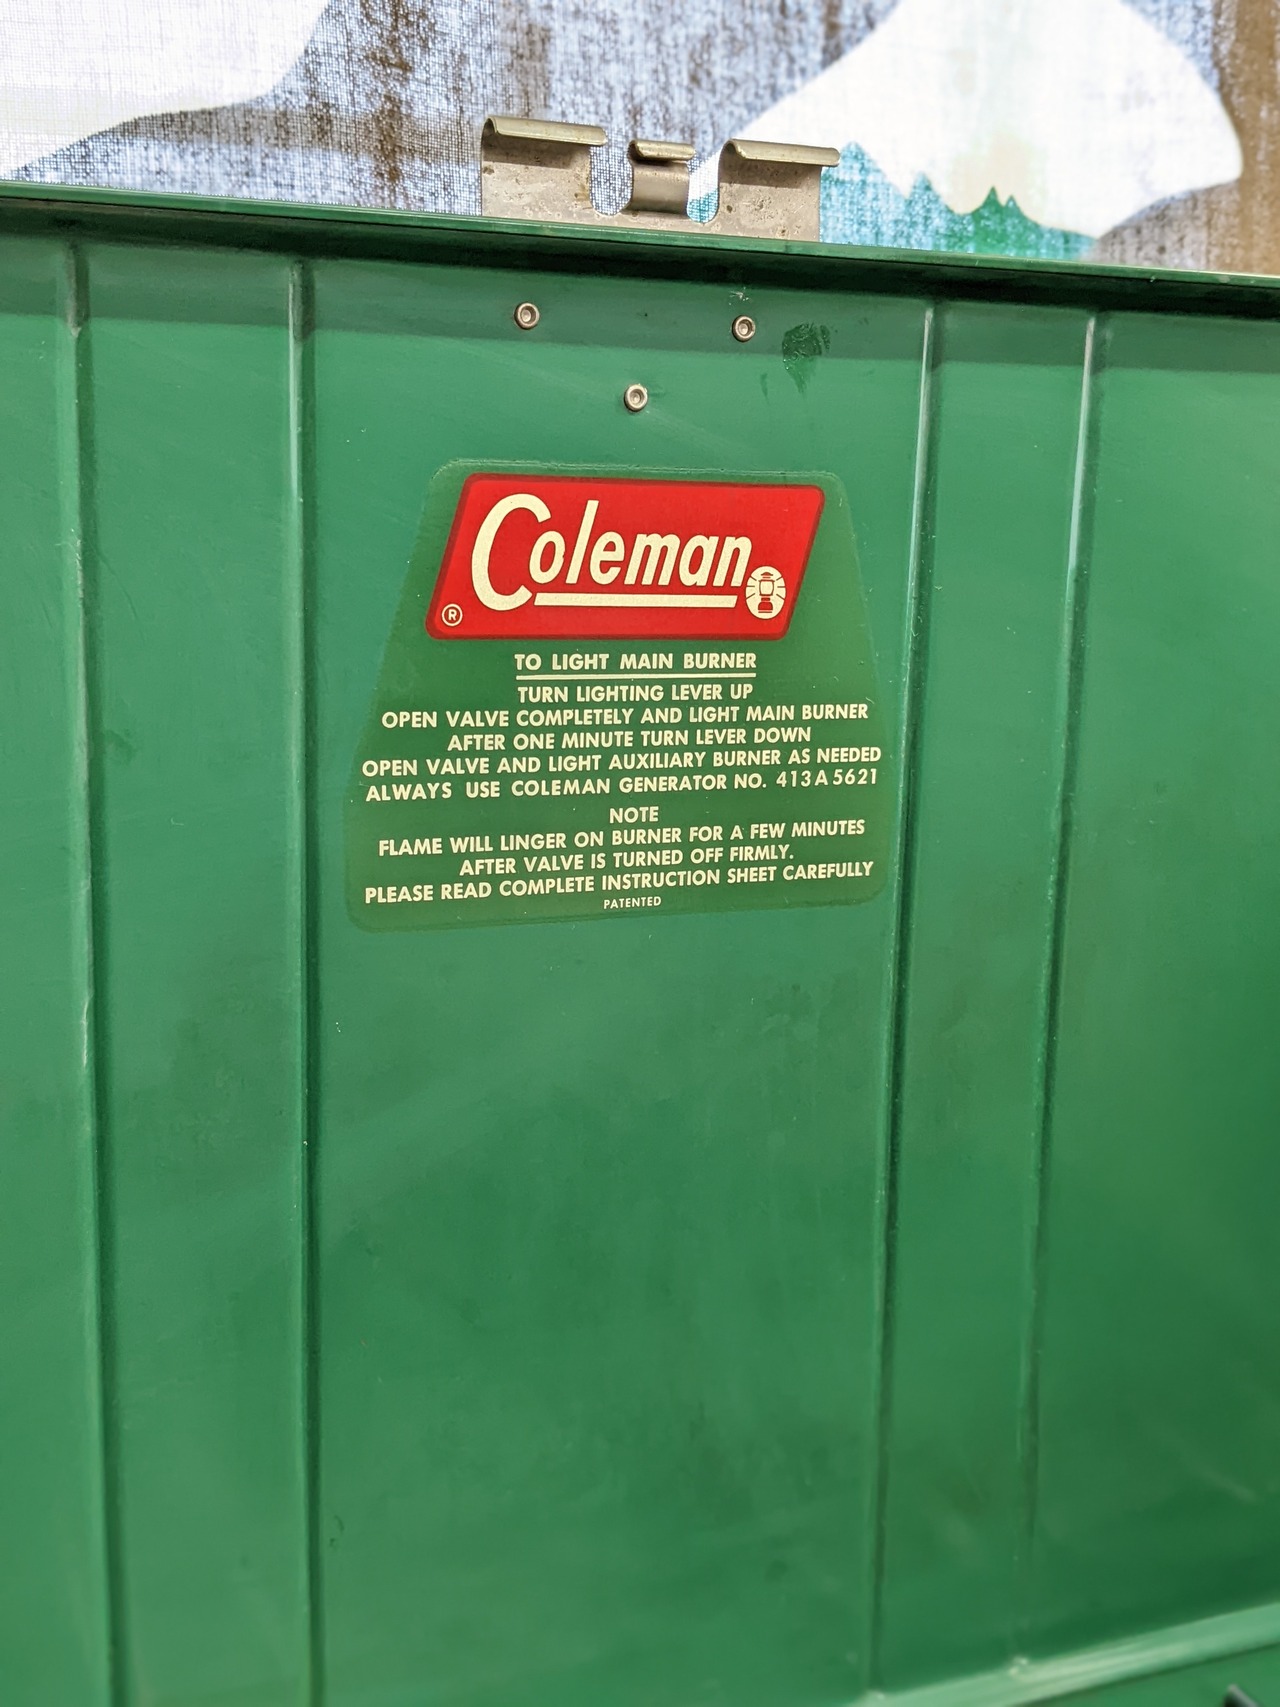 Coleman
®
TO LIGHT MAIN BURNER
TURN LIGHTING LEVER UP
OPEN VALVE COMPLETELY AND LIGHT MAIN BURNER
AFTER ONE MINUTE TURN LEVER DOWN
OPEN VALVE AND LIGHT AUXILIARY BURNER AS NEEDED
ALWAYS USE COLEMAN GENERATOR NO. 413A5621
NOTE
FLAME WILL LINGER ON BURNER FOR A FEW MINUTES
AFTER VALVE IS TURNED OFF FIRMLY.
PLEASE READ COMPLETE INSTRUCTION SHEET CAREFULLY
PATENTED